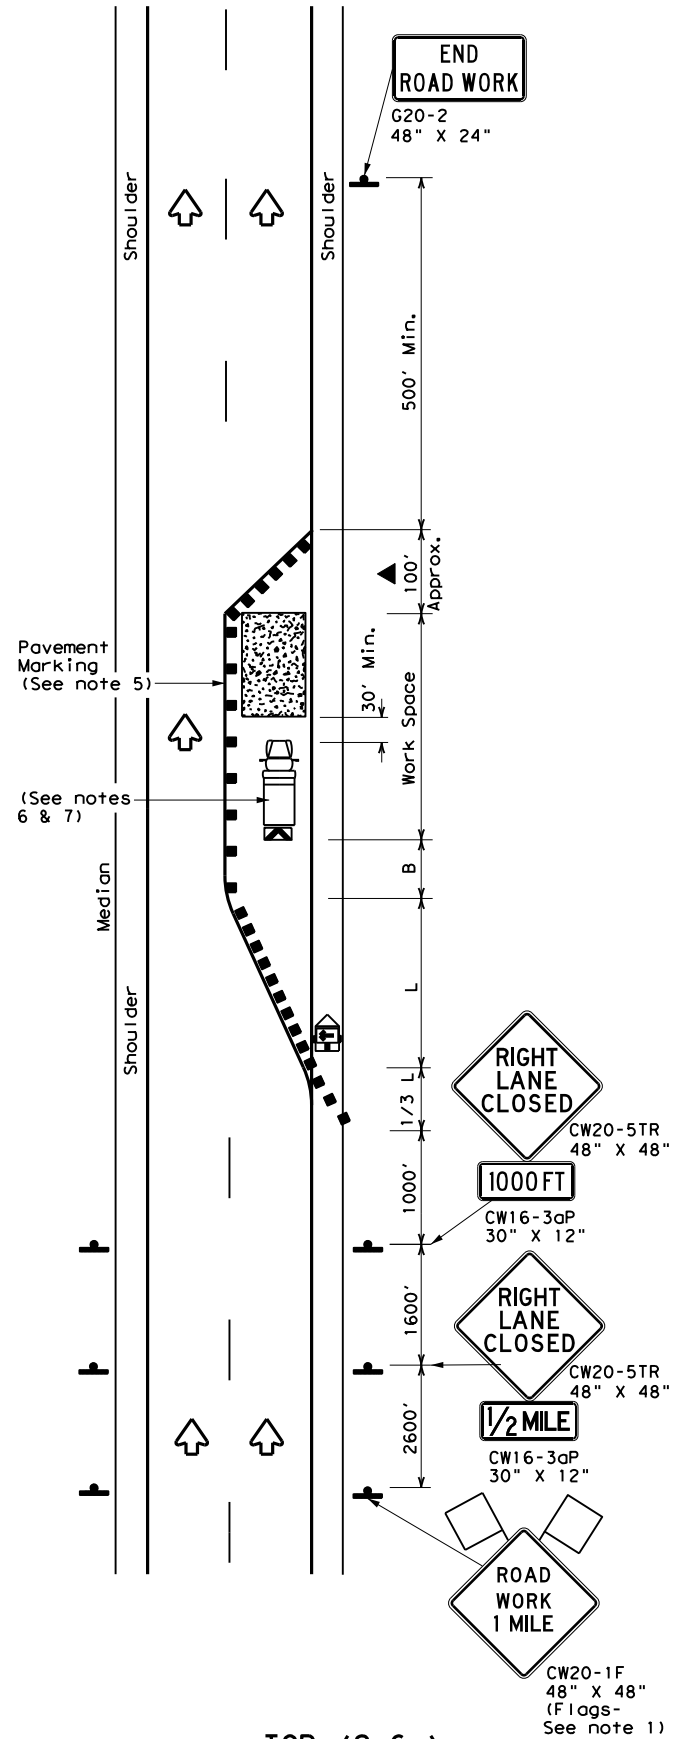 END
ROAD WORK
G20-2
48" X 24"
Shoulder
Shoulder
500' Min.
100'
Approx.
30' Min.
Work Space
Pavement
Marking
(See note 5)
(See notes
6 & 7)
B
Median
L
Shoulder
1/3 L
RIGHT
LANE
CLOSED
CW20-5TR
48" X 48"
1000 FT
CW16-3aP
30" X 12"
1000'
1600'
RIGHT
LANE
CLOSED
CW20-5TR
48" X 48"
1/2 MILE
CW16-3aP
30" X 12"
2600'
ROAD
WORK
1 MILE
CW20-1F
48" X 48"
(Flags-
See note 1)